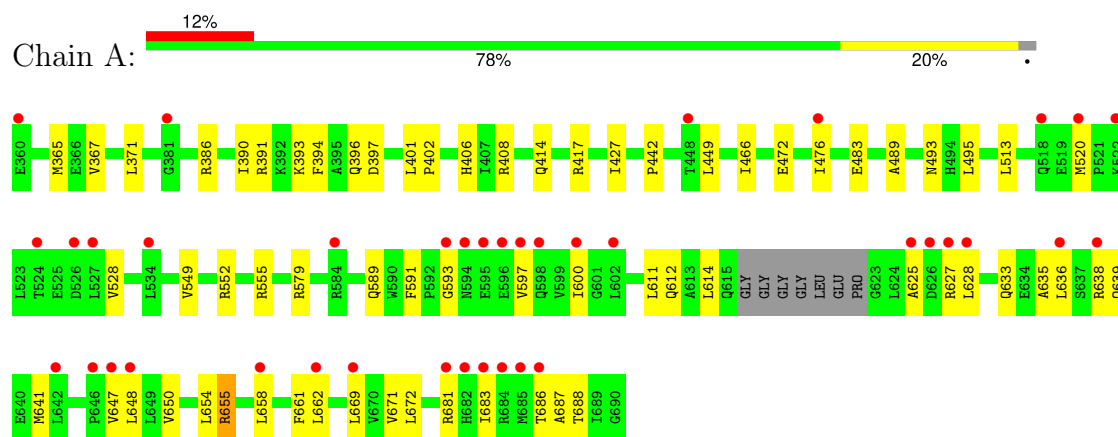 12%
Chain A:
78% 20% •
E360 M365 E366 V367 L371 G381 R386 I390 R391 K392 K393 F394 A395 Q396 D397 L401 P402 H406 I407 R408 Q414 R417 I427 P442 T448 L449 I466 E472 I476 E483 A489 N493 H494 L495 L513 Q518 E519 M520 P521 K522
L523 T524 E525 D526 L527 V528 L534 V549 R552 R555 R579 R584 Q589 W590 F591 P592 G593 N594 E595 E596 V597 Q598 V599 I600 G601 L602 L611 Q612 A613 L614 Q615 GLY GLY GLY GLY LEU GLU PRO G623 L624 A625 D626 R627 L628 Q633 E634 A635 L636 S637 R638
E640 M641 L642 P646 V647 L648 L649 V650 L654 R655 L658 F661 L662 L669 V670 V671 L672 R681 H682 I683 R684 M685 T686 A687 T688 I689 G690